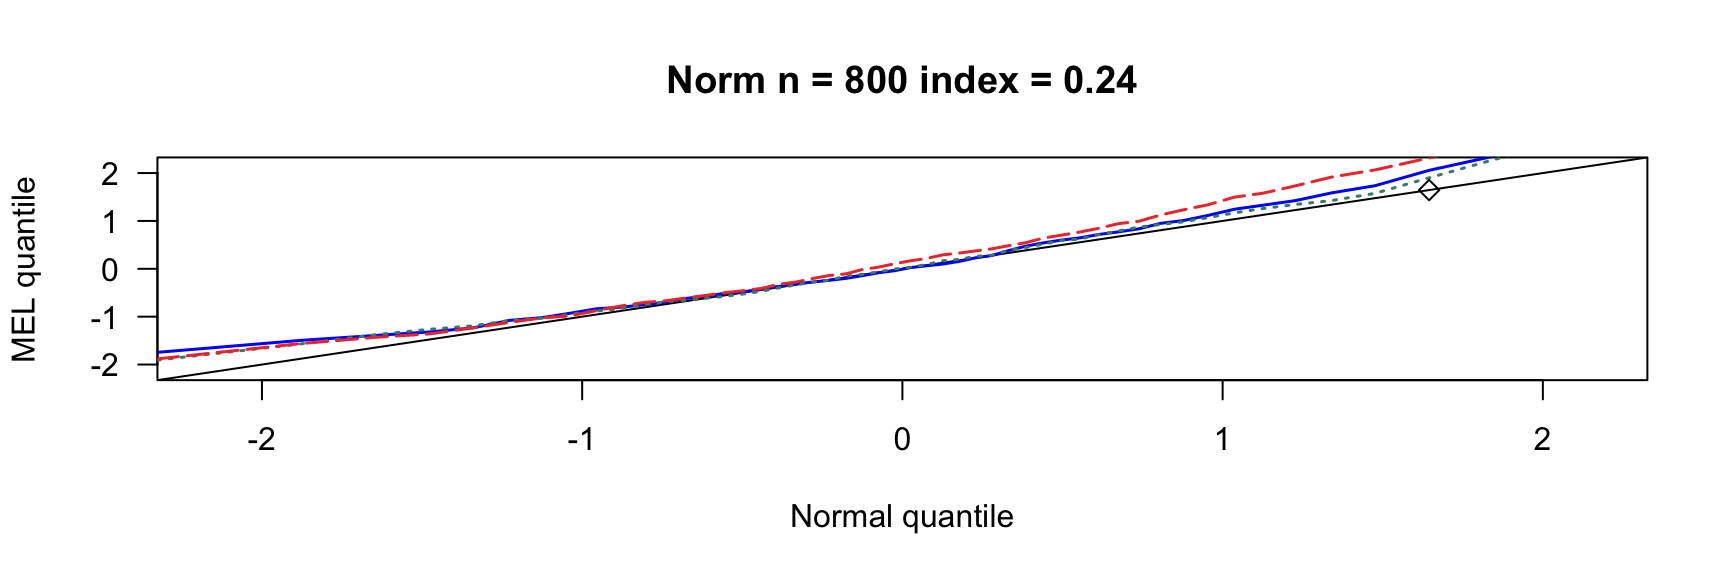 Norm n = 800 index = 0.24
MEL quantile
2
1
0
-1
-2
-2 -1 0 1 2
Normal quantile